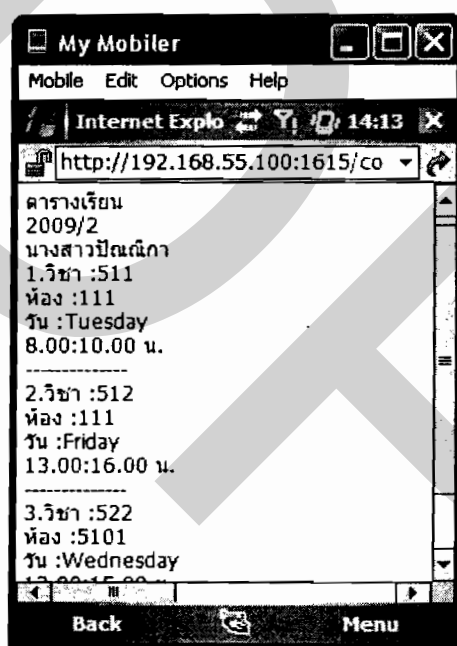 My Mobiler
Mobile Edit Options Help
Internet Explo 14:13
http://192.168.55.100:1615/co
ตารางเรียน
2009/2
นางสาวปัณณิกา
1.วิชา :511
ห้อง :111
วัน :Tuesday
8.00:10.00 น.
--------------
2.วิชา :512
ห้อง :111
วัน :Friday
13.00:16.00 น.
--------------
3.วิชา :522
ห้อง :5101
วัน :Wednesday
Back Menu